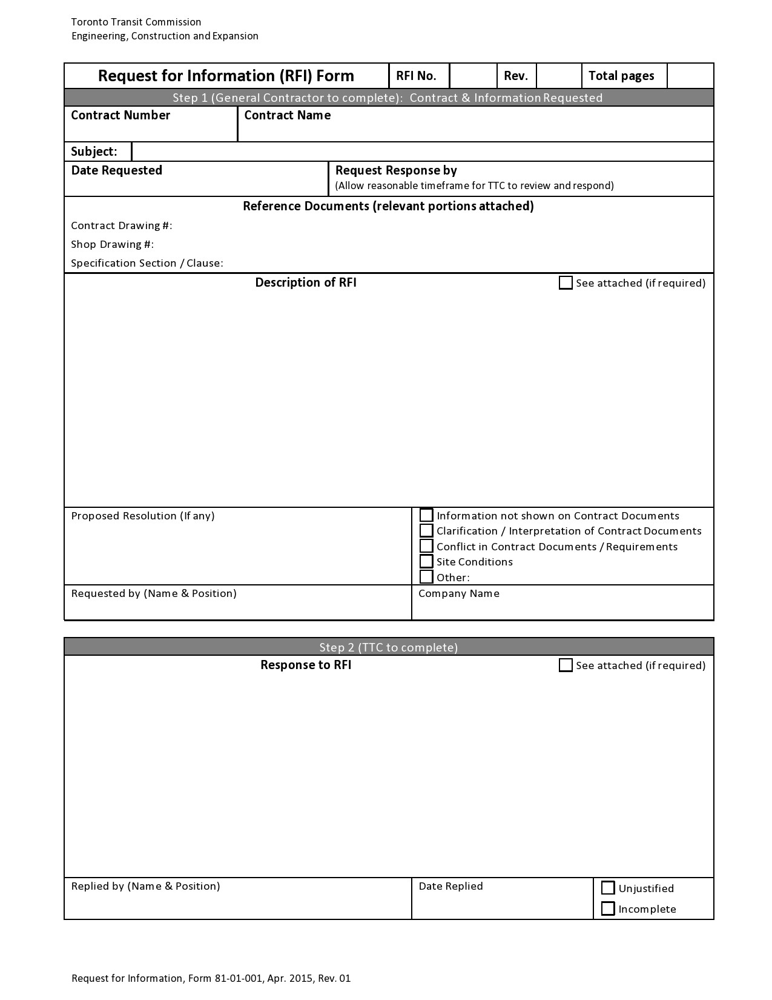 Toronto Transit Commission
Engineering, Construction and Expansion
Request for Information (RFI) Form RFI No. Rev. Total pages
Step 1 (General Contractor to complete): Contract & Information Requested
Contract Number Contract Name
Subject:
Date Requested Request Response by
(Allow reasonable timeframe for TTC to review and respond)
Reference Documents (relevant portions attached)
Contract Drawing #:
Shop Drawing #:
Specification Section / Clause:
Description of RFI See attached (if required)
Proposed Resolution (If any) Information not shown on Contract Documents
Clarification / Interpretation of Contract Documents
Conflict in Contract Documents / Requirements
Site Conditions
Other:
Requested by (Name & Position) Company Name
Step 2 (TTC to complete)
Response to RFI See attached (if required)
Replied by (Name & Position) Date Replied Unjustified
Incomplete
Request for Information, Form 81-01-001, Apr. 2015, Rev. 01